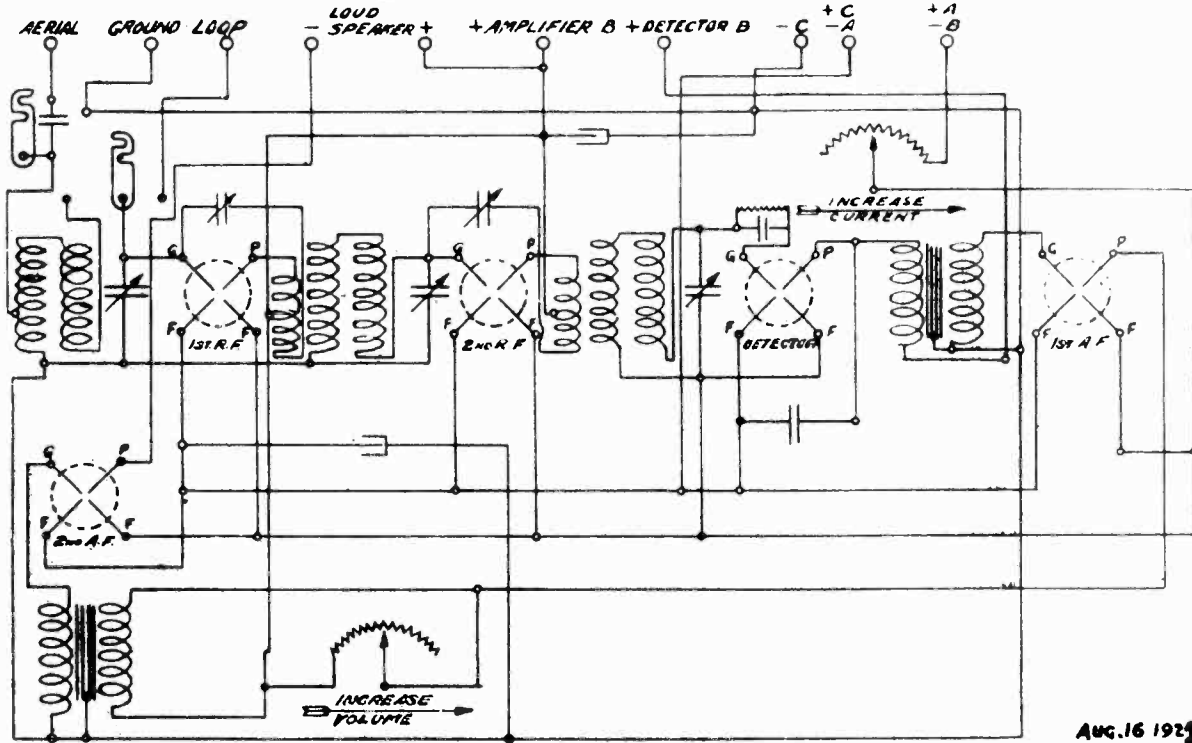 AERIAL GROUND LOOP
LOUD
- SPEAKER +
+ AMPLIFIER B
+ DETECTOR B
- C
+ C
- A
+ A
- B
INCREASE
CURRENT
G P
F F
1ST R.F
G P
F F
2ND R.F
G P
F F
DETECTOR
G P
F F
1ST A.F
G P
F F
2ND A.F.
INCREASE
VOLUME
AUG. 16 1929